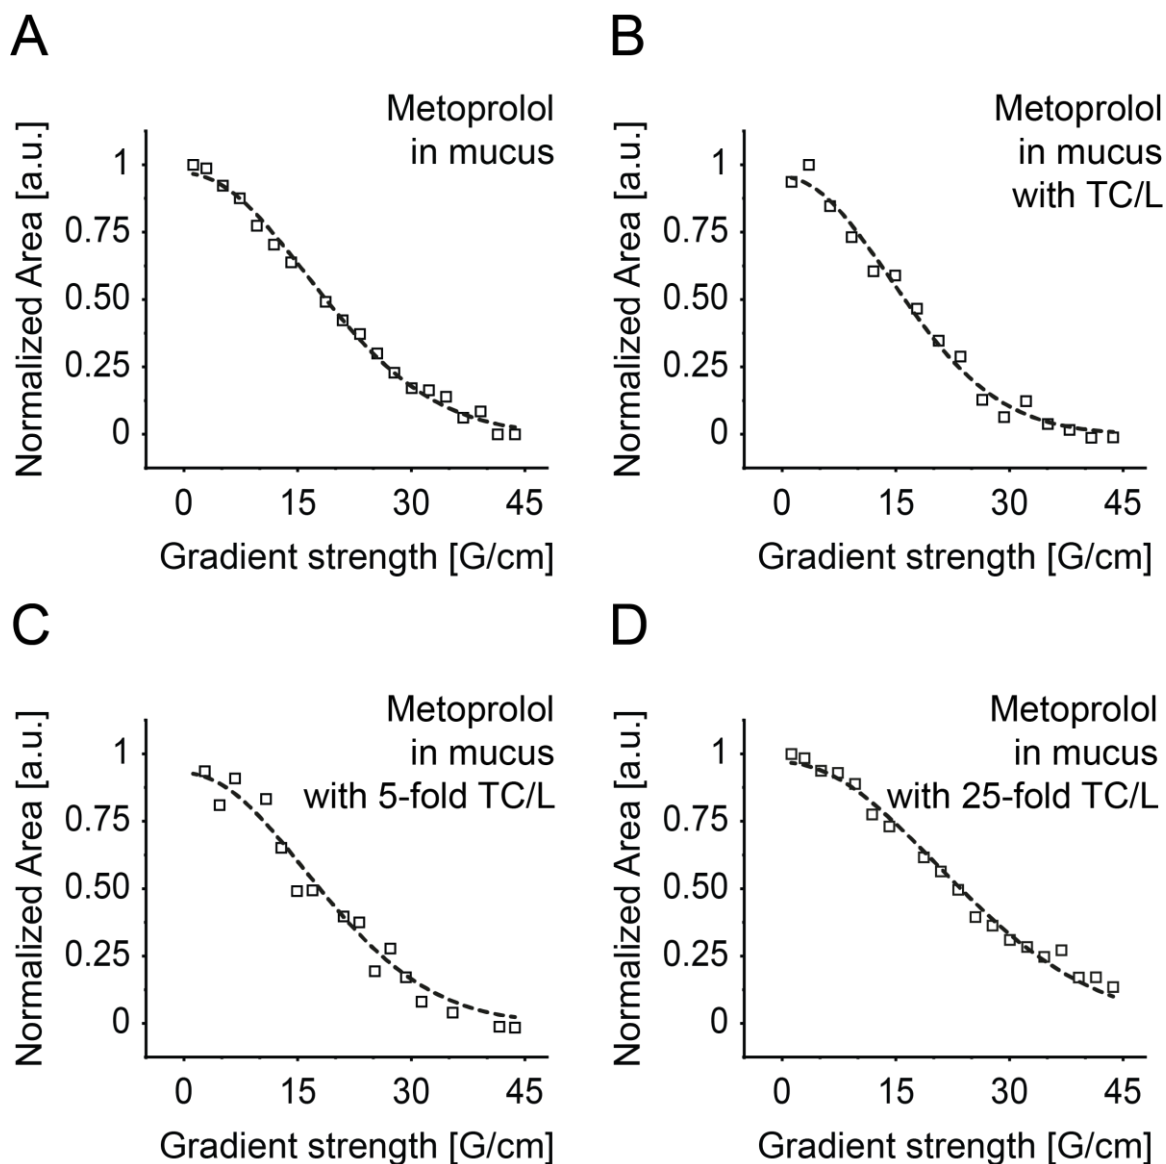 A
Metoprolol
in mucus
Normalized Area [a.u.]
1
0.75
0.50
0.25
0
0 15 30 45
Gradient strength [G/cm]
B
Metoprolol
in mucus
with TC/L
Normalized Area [a.u.]
1
0.75
0.50
0.25
0
0 15 30 45
Gradient strength [G/cm]
C
Metoprolol
in mucus
with 5-fold TC/L
Normalized Area [a.u.]
1
0.75
0.50
0.25
0
0 15 30 45
Gradient strength [G/cm]
D
Metoprolol
in mucus
with 25-fold TC/L
Normalized Area [a.u.]
1
0.75
0.50
0.25
0
0 15 30 45
Gradient strength [G/cm]